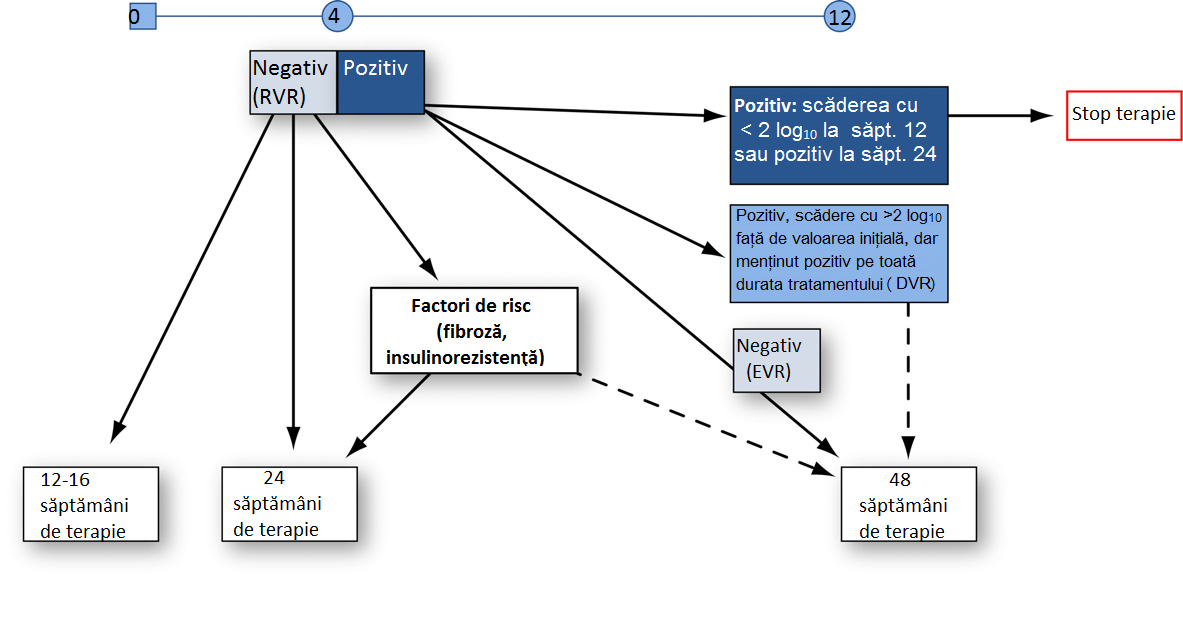 0
4
12
Negativ
(RVR)
Pozitiv
Pozitiv: scăderea cu
< 2 log10 la săpt. 12
sau pozitiv la săpt. 24
Stop terapie
Pozitiv, scădere cu >2 log10
față de valoarea inițială, dar
menținut pozitiv pe toată
durata tratamentului ( DVR)
Factori de risc
(fibroză,
insulinorezistență)
Negativ
(EVR)
12-16
săptămâni
de terapie
24
săptămâni
de terapie
48
săptămâni
de terapie